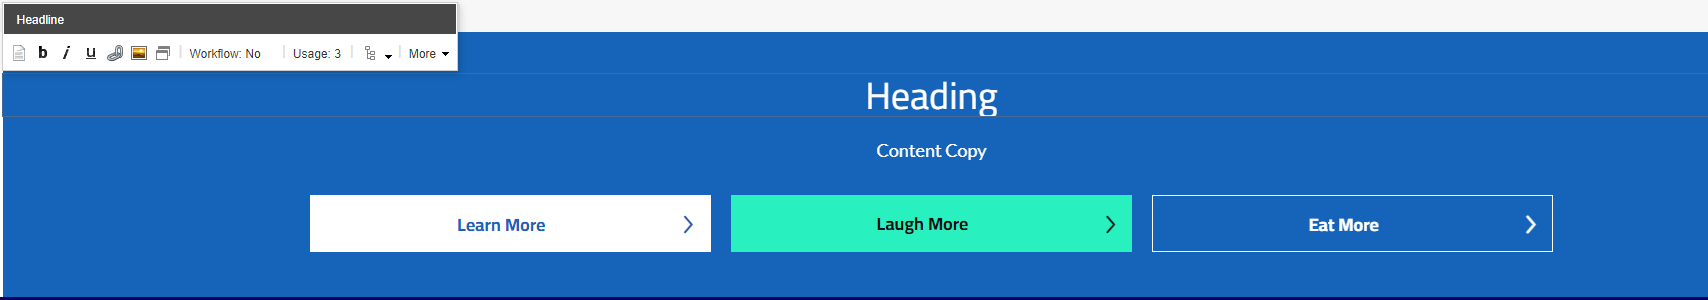 Headline
b i u Workflow: No Usage: 3 More
Heading
Content Copy
Learn More Laugh More Eat More